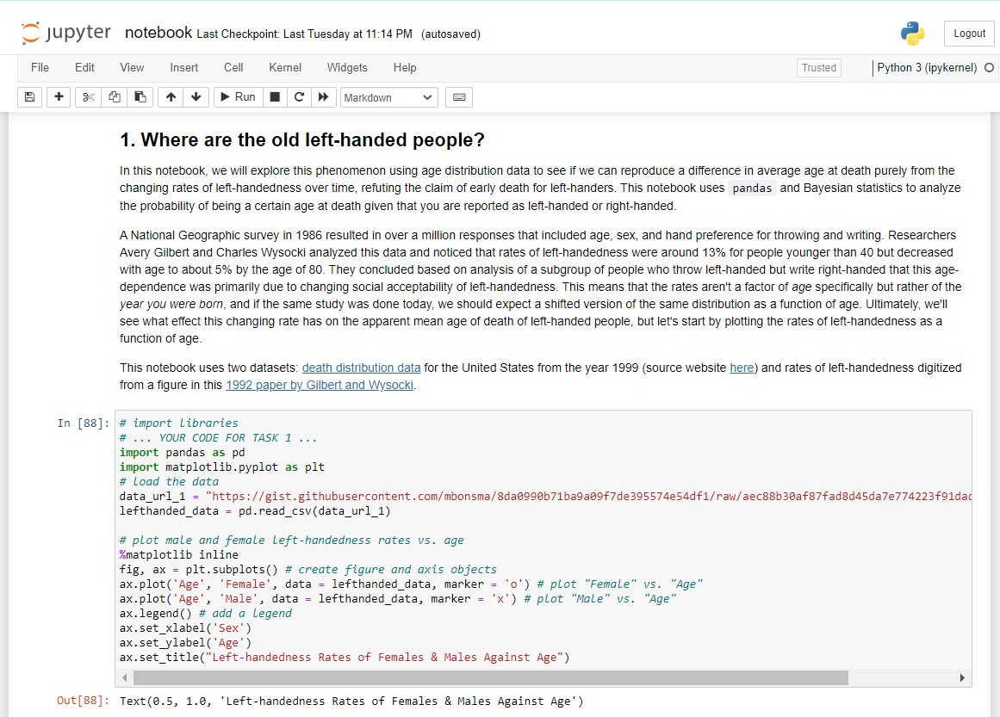 jupyter notebook Last Checkpoint: Last Tuesday at 11:14 PM (autosaved)
Logout
File Edit View Insert Cell Kernel Widgets Help
Trusted
Python 3 (ipykernel)
Run
Markdown
1. Where are the old left-handed people?
In this notebook, we will explore this phenomenon using age distribution data to see if we can reproduce a difference in average age at death purely from the
changing rates of left-handedness over time, refuting the claim of early death for left-handers. This notebook uses pandas and Bayesian statistics to analyze
the probability of being a certain age at death given that you are reported as left-handed or right-handed.
A National Geographic survey in 1986 resulted in over a million responses that included age, sex, and hand preference for throwing and writing. Researchers
Avery Gilbert and Charles Wysocki analyzed this data and noticed that rates of left-handedness were around 13% for people younger than 40 but decreased
with age to about 5% by the age of 80. They concluded based on analysis of a subgroup of people who throw left-handed but write right-handed that this age-
dependence was primarily due to changing social acceptability of left-handedness. This means that the rates aren't a factor of age specifically but rather of the
year you were born, and if the same study was done today, we should expect a shifted version of the same distribution as a function of age. Ultimately, we'll
see what effect this changing rate has on the apparent mean age of death of left-handed people, but let's start by plotting the rates of left-handedness as a
function of age.
This notebook uses two datasets: death distribution data for the United States from the year 1999 (source website here) and rates of left-handedness digitized
from a figure in this 1992 paper by Gilbert and Wysocki.
In [88]:
# import libraries
# ... YOUR CODE FOR TASK 1 ...
import pandas as pd
import matplotlib.pyplot as plt
# load the data
data_url_1 = "https://gist.githubusercontent.com/mbonsma/8da0990b71ba9a09f7de395574e54df1/raw/aec88b30af87fad8d45da7e774223f91dac
lefthanded_data = pd.read_csv(data_url_1)
# plot male and female left-handedness rates vs. age
%matplotlib inline
fig, ax = plt.subplots() # create figure and axis objects
ax.plot('Age', 'Female', data = lefthanded_data, marker = 'o') # plot "Female" vs. "Age"
ax.plot('Age', 'Male', data = lefthanded_data, marker = 'x') # plot "Male" vs. "Age"
ax.legend() # add a legend
ax.set_xlabel('Sex')
ax.set_ylabel('Age')
ax.set_title("Left-handedness Rates of Females & Males Against Age")
Out[88]: Text(0.5, 1.0, 'Left-handedness Rates of Females & Males Against Age')